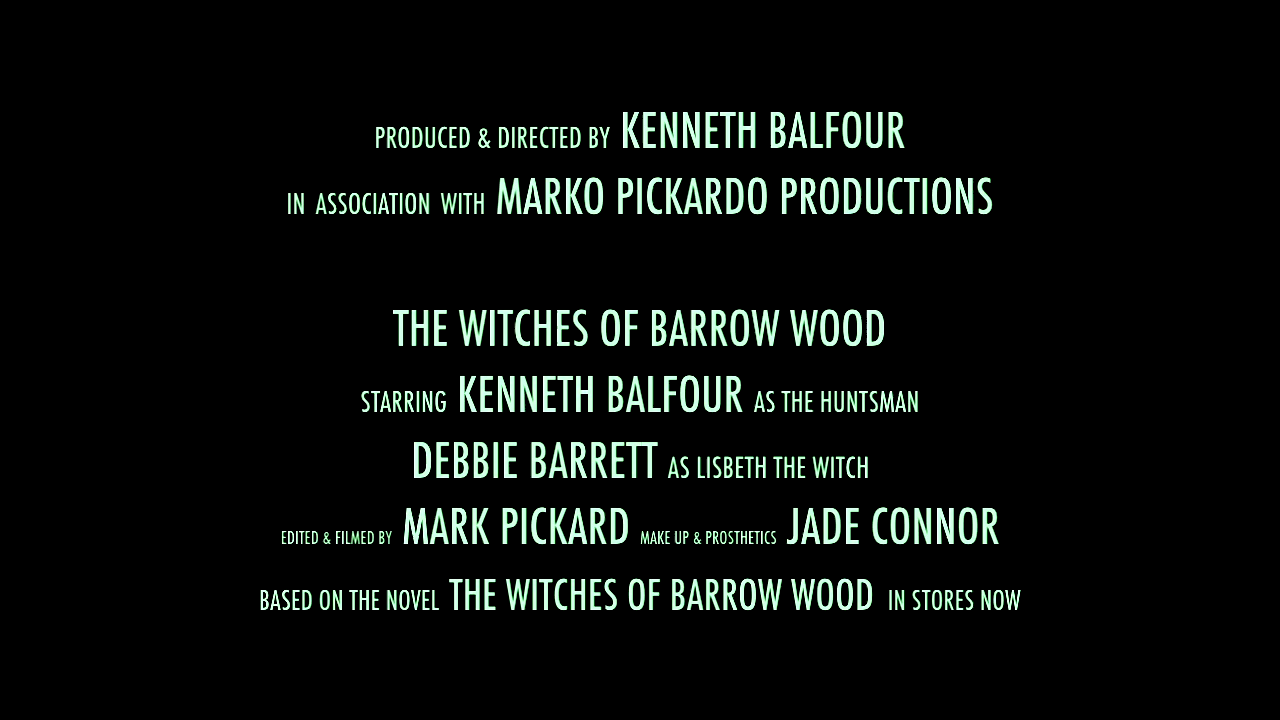 PRODUCED & DIRECTED BY KENNETH BALFOUR
IN ASSOCIATION WITH MARKO PICKARDO PRODUCTIONS
THE WITCHES OF BARROW WOOD
STARRING KENNETH BALFOUR AS THE HUNTSMAN
DEBBIE BARRETT AS LISBETH THE WITCH
EDITED & FILMED BY MARK PICKARD MAKE UP & PROSTHETICS JADE CONNOR
BASED ON THE NOVEL THE WITCHES OF BARROW WOOD IN STORES NOW